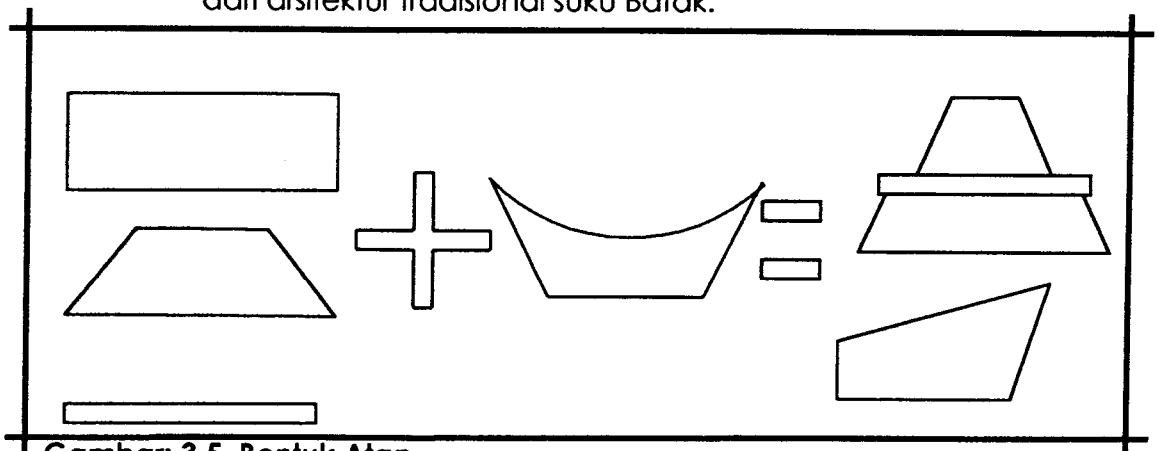 dan arsitektur tradisional suku Batak.
Gambar: 3.5. Bentuk Atap